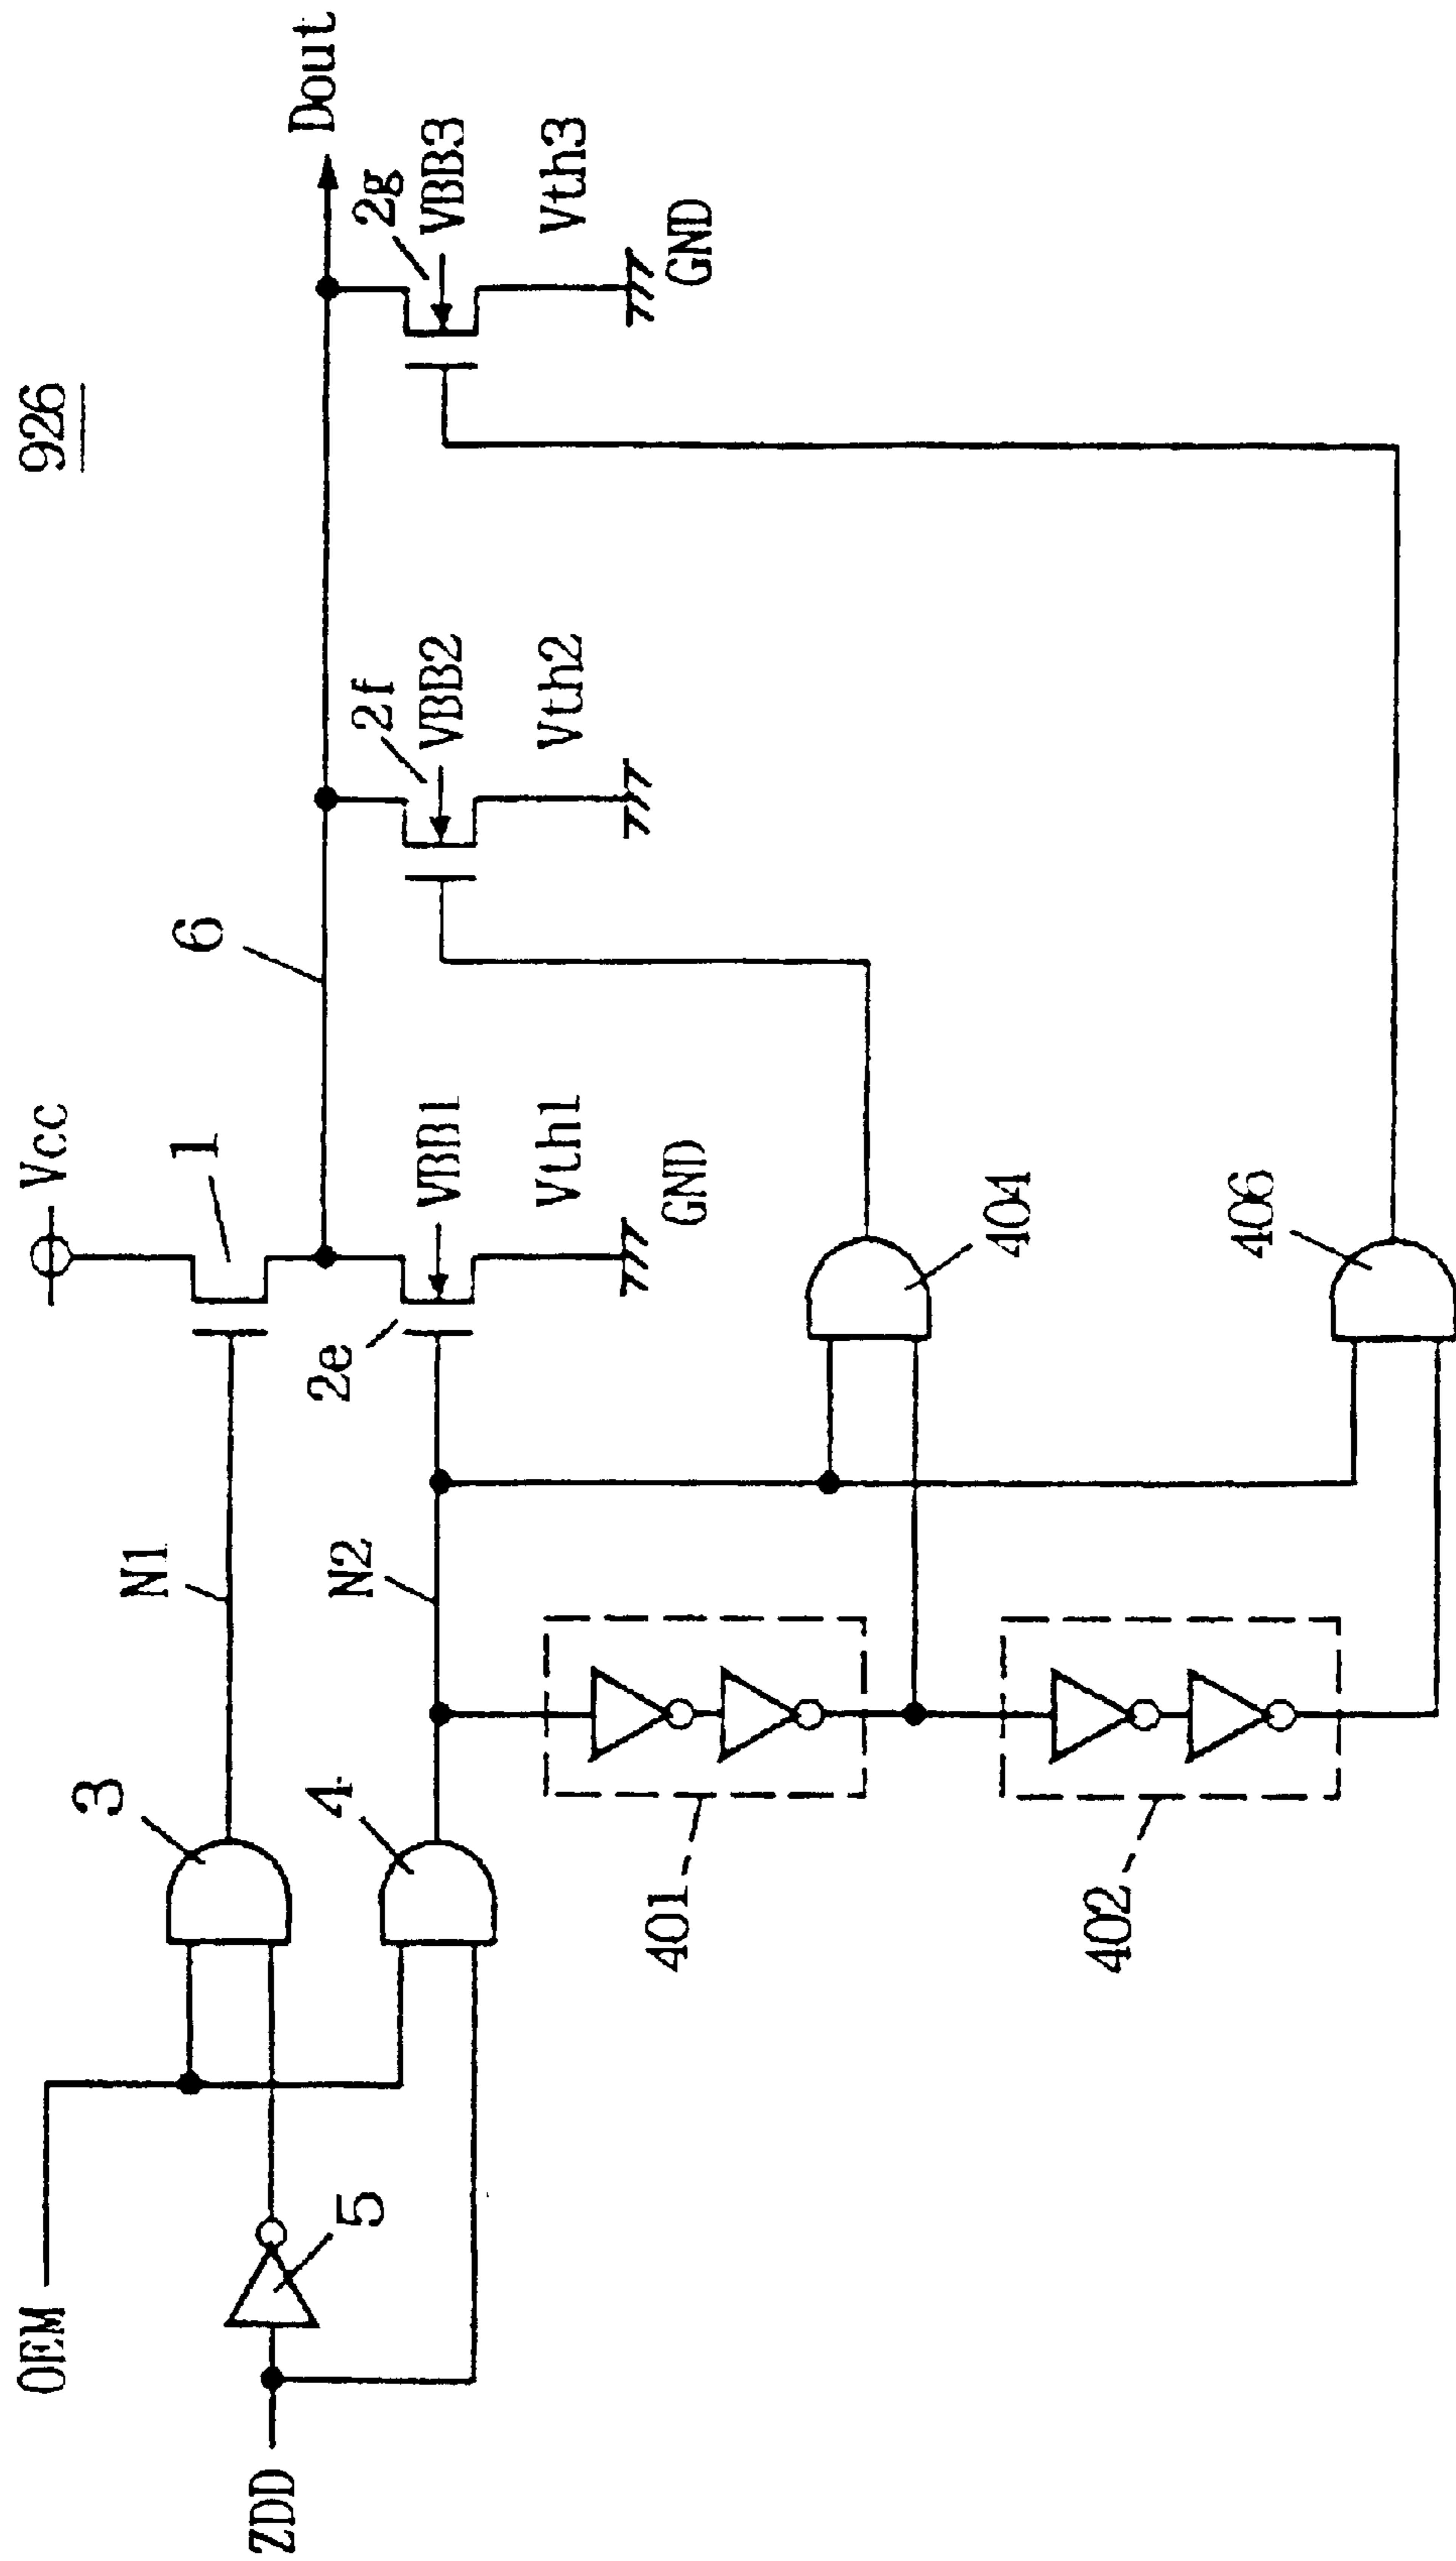 926
Vcc
1
6
Dout
OEM
3
N1
2e
VBB1
Vth1
GND
2f
VBB2
Vth2
2g
VBB3
Vth3
GND
ZDD
5
4
N2
401
404
402
406